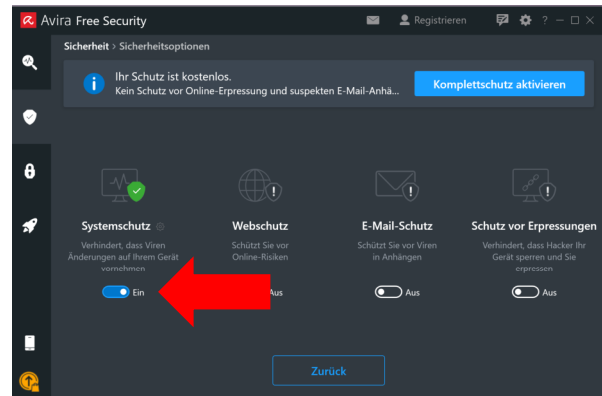 Avira Free Security
Registrieren
Sicherheit > Sicherheitsoptionen
Ihr Schutz ist kostenlos.
Kein Schutz vor Online-Erpressung und suspekten E-Mail-Anhä...
Komplettschutz aktivieren
Systemschutz
Verhindert, dass Viren
Änderungen auf Ihrem Gerät
vornehmen
Ein
Webschutz
Schützt Sie vor
Online-Risiken
Aus
E-Mail-Schutz
Schützt Sie vor Viren
in Anhängen
Aus
Schutz vor Erpressungen
Verhindert, dass Hacker Ihr
Gerät sperren und Sie
erpressen
Aus
Zurück